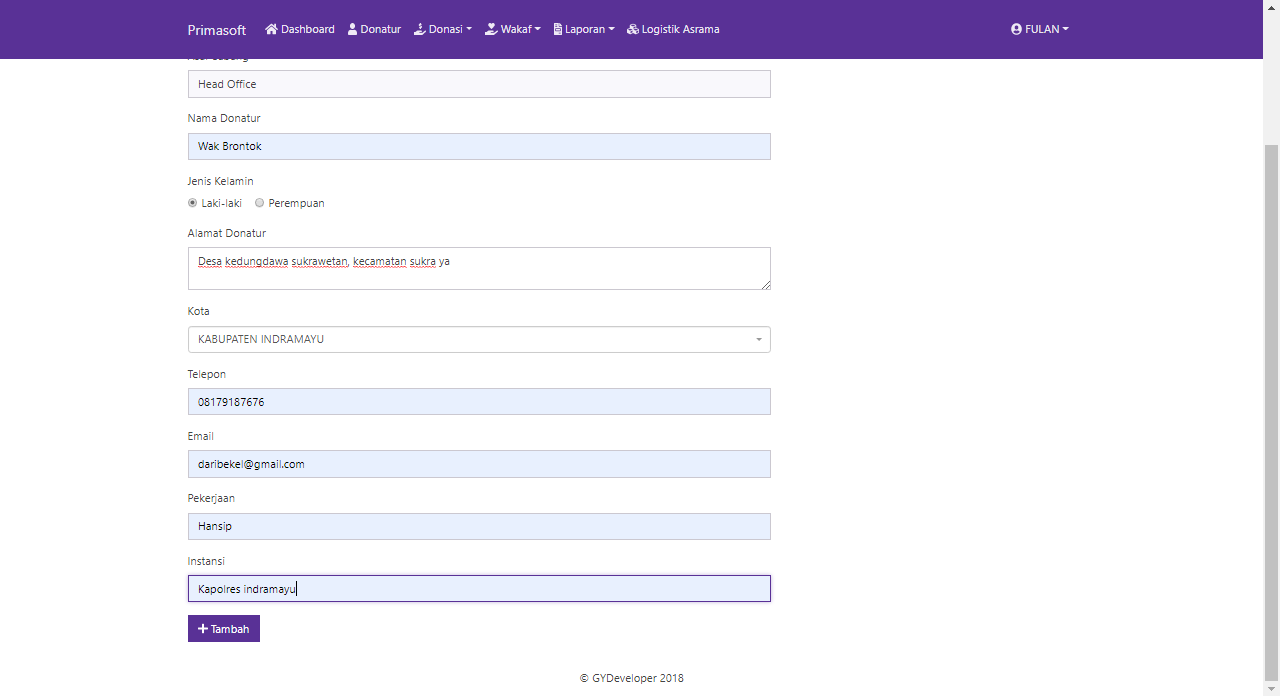 Primasoft Dashboard Donatur Donasi Wakaf Laporan Logistik Asrama FULAN
Head Office
Nama Donatur
Wak Brontok
Jenis Kelamin
Laki-laki Perempuan
Alamat Donatur
Desa kedungdawa sukrawetan, kecamatan sukra ya
Kota
KABUPATEN INDRAMAYU
Telepon
08179187676
Email
daribekel@gmail.com
Pekerjaan
Hansip
Instansi
Kapolres indramayu
Tambah
© GYDeveloper 2018